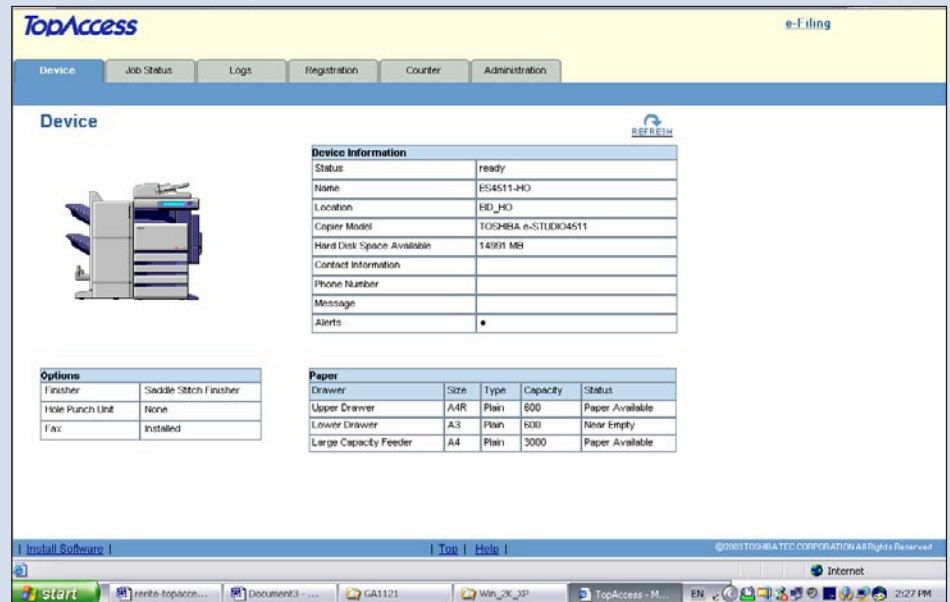 TopAccess
e-Filing
Device
Job Status
Logs
Registration
Counter
Administration
Device
REFRESH
Device Information
Status ready
Name ES4511-HO
Location EID_HO
Copier Model TOSHIBA e-STUDIO4511
Hard Disk Space Available 14991 MB
Contact Information
Phone Number
Message
Alerts •
Options
Finisher Saddle Stitch Finisher
Hole Punch Unit None
Fax Installed
Paper
Drawer Size Type Capacity Status
Upper Drawer A4R Plain 600 Paper Available
Lower Drawer A3 Plain 600 Near Empty
Large Capacity Feeder A4 Plain 3000 Paper Available
| Install Software |
| Top | Help |
©2003 TOSHIBA TEC CORPORATION All Rights Reserved
Internet
start
rerite-topacce...
Document3 - ...
GA1121
Win_2K_XP
TopAccess - M...
EN
2:27 PM